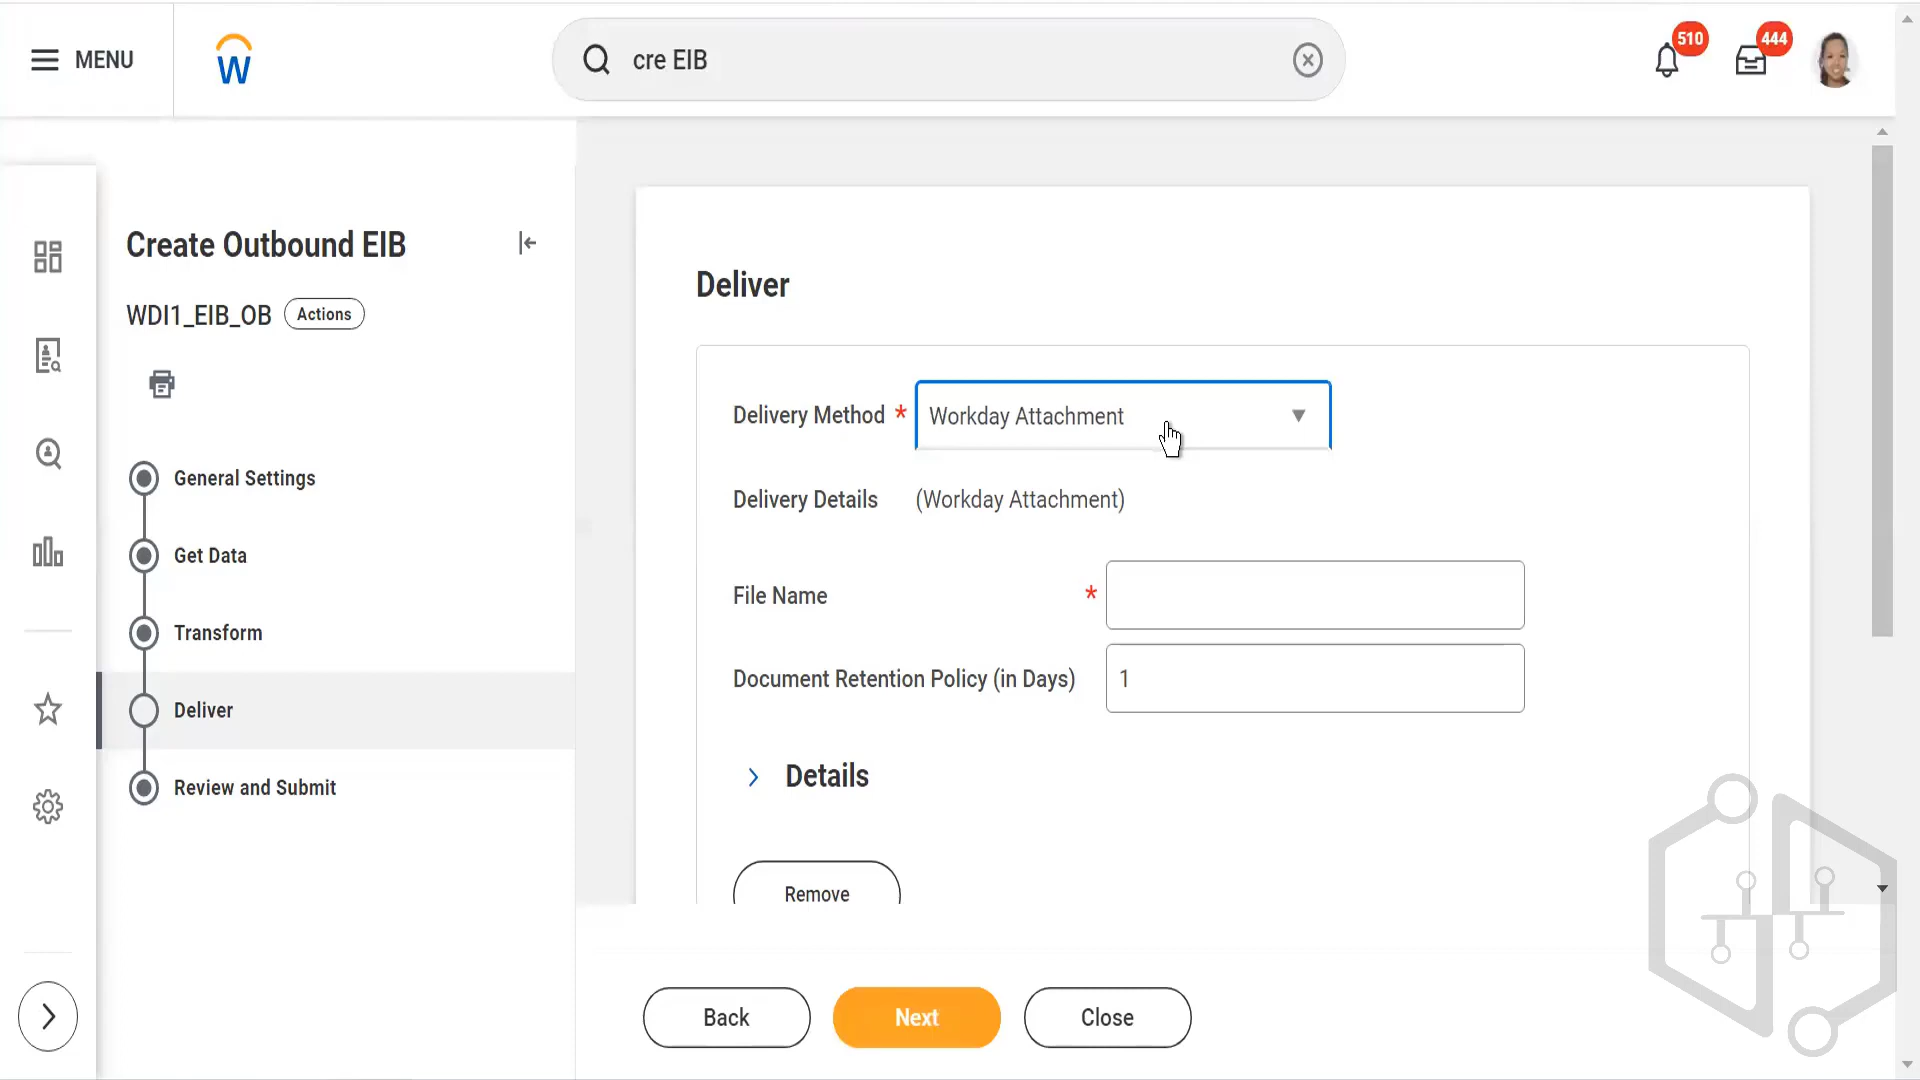 MENU
cre EIB
510
444
Create Outbound EIB
WDI1_EIB_OB
Actions
General Settings
Get Data
Transform
Deliver
Review and Submit
Deliver
Delivery Method *
Workday Attachment
Delivery Details (Workday Attachment)
File Name *
Document Retention Policy (in Days) 1
Details
Remove
Back
Next
Close